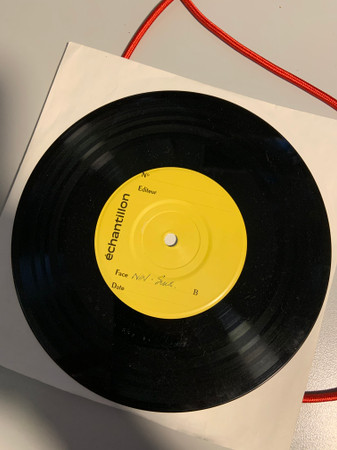 échantillon
N°
Editeur
Face
Date B